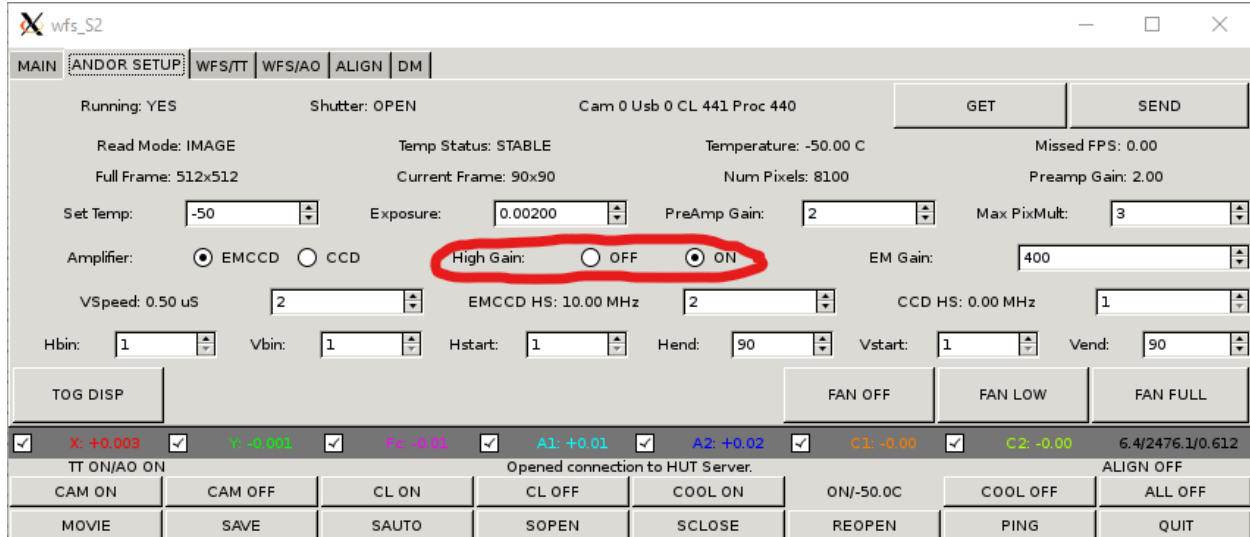 wfs_S2
MAIN ANDOR SETUP WFS/TT WFS/AO ALIGN DM
Running: YES Shutter: OPEN Cam 0 Usb 0 CL 441 Proc 440 GET SEND
Read Mode: IMAGE Temp Status: STABLE Temperature: -50.00 C Missed FPS: 0.00
Full Frame: 512x512 Current Frame: 90x90 Num Pixels: 8100 Preamp Gain: 2.00
Set Temp: -50 Exposure: 0.00200 PreAmp Gain: 2 Max PixMult: 3
Amplifier: EMCCD CCD High Gain: OFF ON EM Gain: 400
VSpeed: 0.50 uS 2 EMCCD HS: 10.00 MHz 2 CCD HS: 0.00 MHz 1
Hbin: 1 Vbin: 1 Hstart: 1 Hend: 90 Vstart: 1 Vend: 90
TOG DISP FAN OFF FAN LOW FAN FULL
X: +0.003 Y: -0.001 Fc: -0.01 A1: +0.01 A2: +0.02 C1: -0.00 C2: -0.00 6.4/2476.1/0.612
TT ON/AO ON Opened connection to HUT Server. ALIGN OFF
CAM ON CAM OFF CL ON CL OFF COOL ON ON/-50.0C COOL OFF ALL OFF
MOVIE SAVE SAUTO SOPEN SCLOSE REOPEN PING QUIT